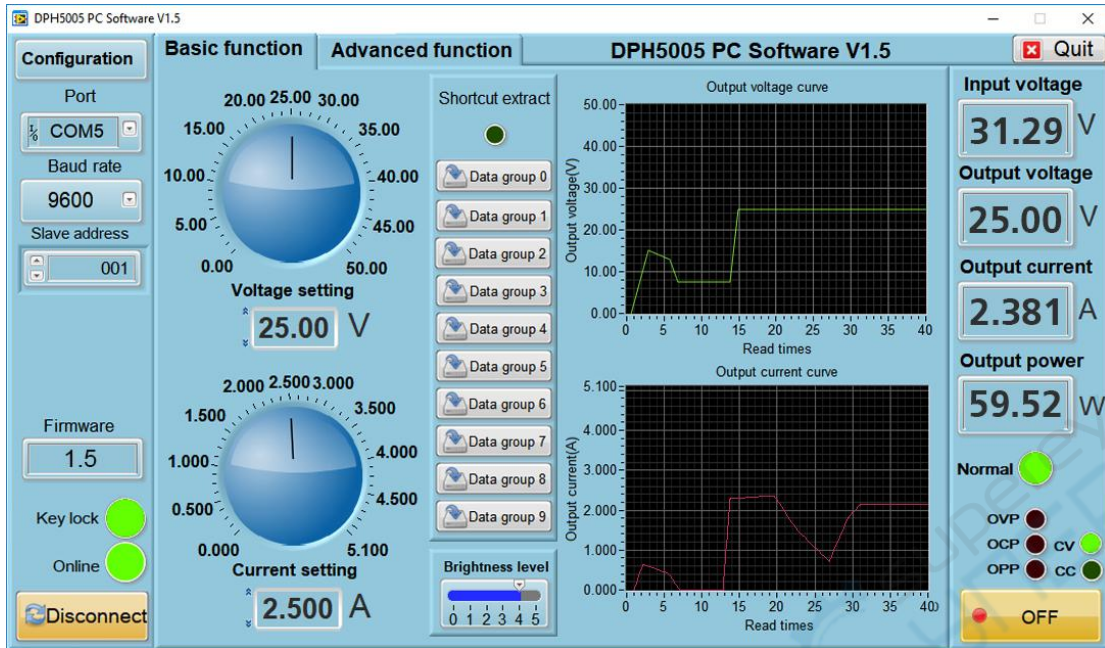 DPH5005 PC Software V1.5
Configuration
Port
COM5
Baud rate
9600
Slave address
001
Firmware
1.5
Key lock
Online
Disconnect
Basic function
Advanced function
DPH5005 PC Software V1.5
Quit
20.00 25.00 30.00
15.00 35.00
10.00 40.00
5.00 45.00
0.00 50.00
Voltage setting
25.00 V
2.000 2.500 3.000
1.500 3.500
1.000 4.000
0.500 4.500
0.000 5.100
Current setting
2.500 A
Shortcut extract
Data group 0
Data group 1
Data group 2
Data group 3
Data group 4
Data group 5
Data group 6
Data group 7
Data group 8
Data group 9
Brightness level
0 1 2 3 4 5
Output voltage curve
Output voltage(V)
50.00
40.00
30.00
20.00
10.00
0.00
0 5 10 15 20 25 30 35 40
Read times
Output current curve
Output current(A)
5.100
4.000
3.000
2.000
1.000
0.000
0 5 10 15 20 25 30 35 40
Read times
Input voltage
31.29 V
Output voltage
25.00 V
Output current
2.381 A
Output power
59.52 W
Normal
OVP
OCP CV
OPP CC
OFF